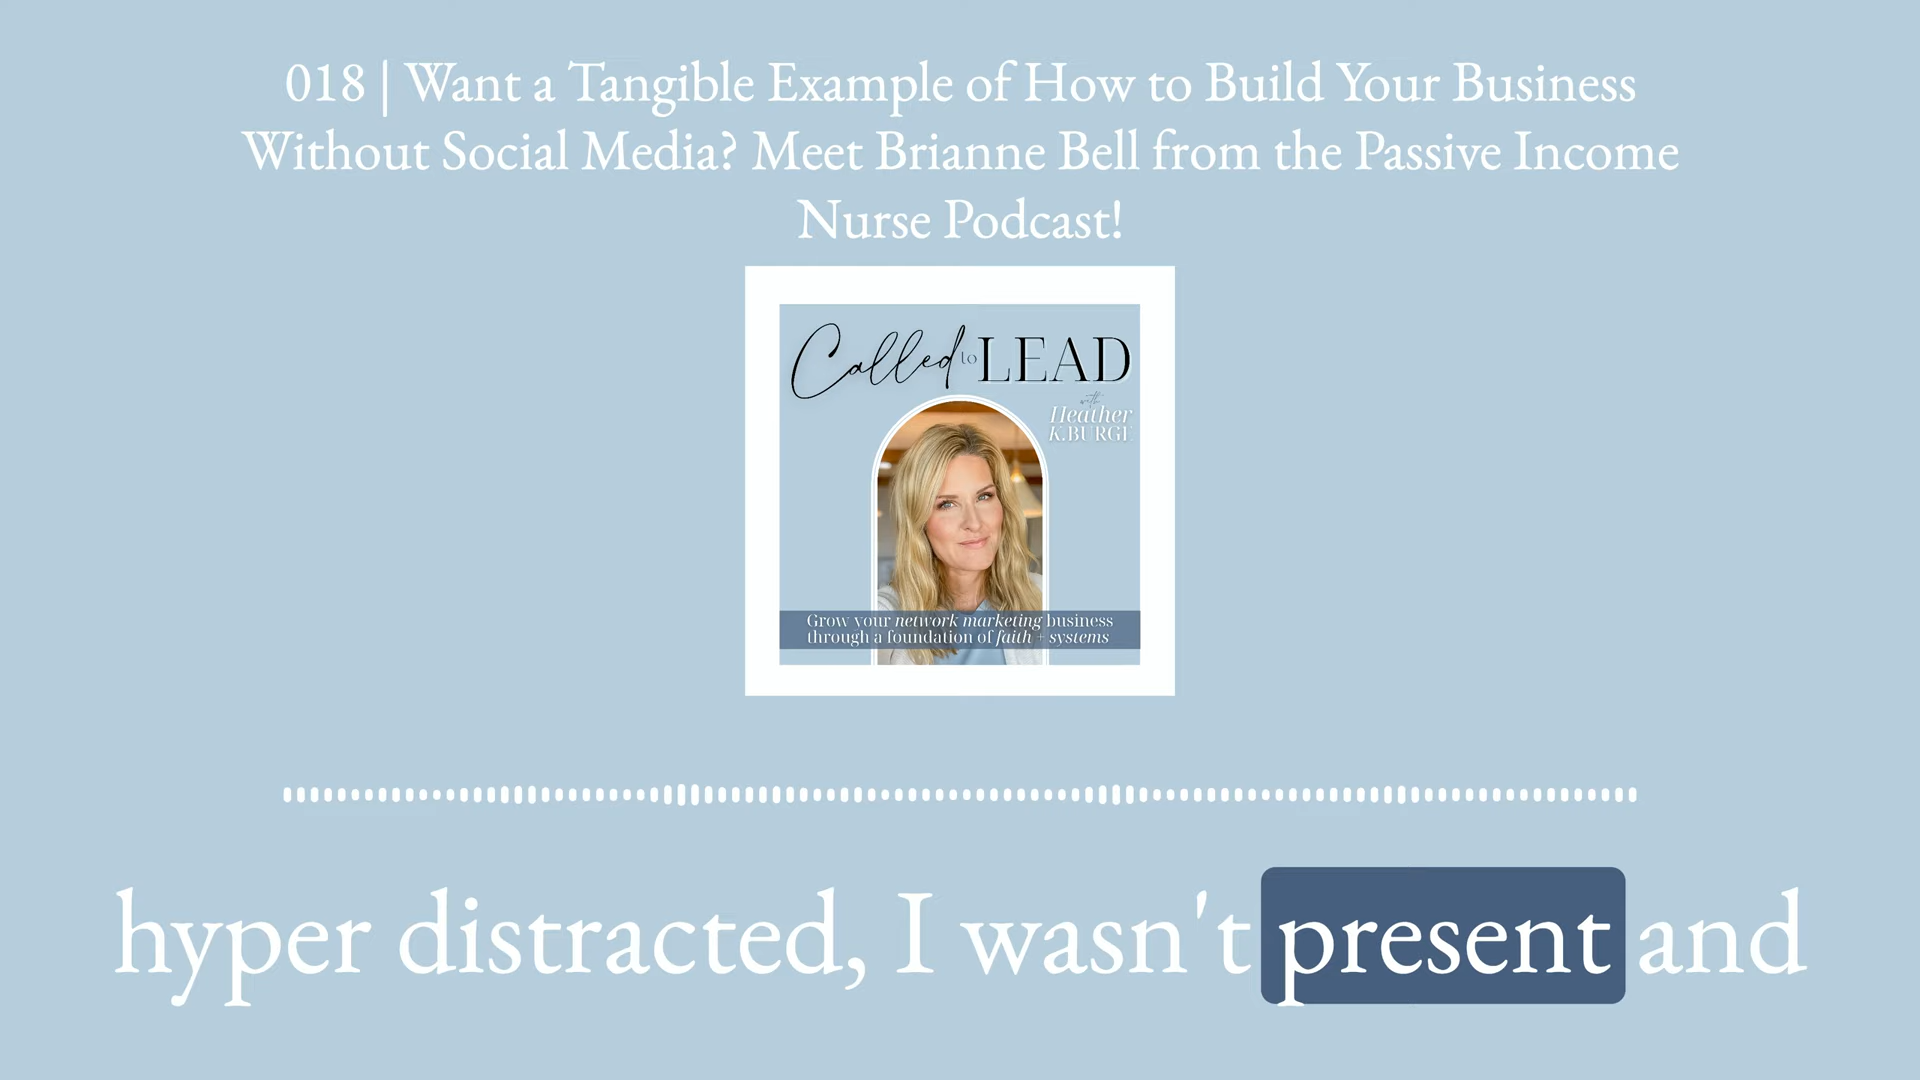 018 | Want a Tangible Example of How to Build Your Business
Without Social Media? Meet Brianne Bell from the Passive Income
Nurse Podcast!
Called to LEAD
with
Heather
K.BURGE
Grow your network marketing business
through a foundation of faith + systems
hyper distracted, I wasn't present and